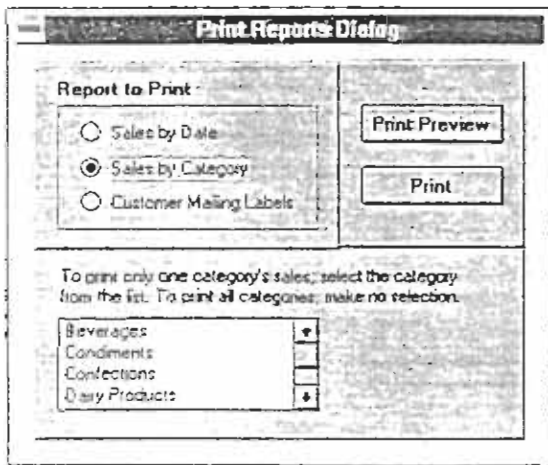 Print Reports Dialog
Report to Print
Sales by Date
Sales by Category
Customer Mailing Labels
Print Preview
Print
To print only one category's sales, select the category
from the list. To print all categories, make no selection.
Beverages
Condiments
Confections
Dairy Products